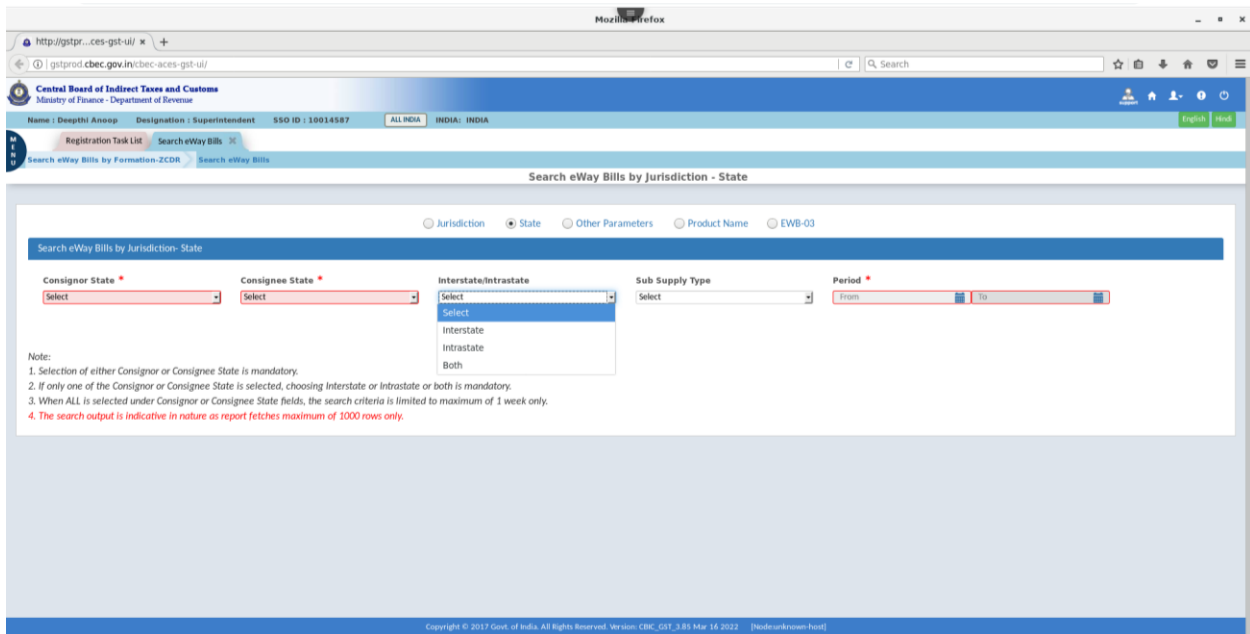 Mozilla Firefox
http://gstpr...ces-gst-ui/ × +
gstprod.cbec.gov.in/cbec-aces-gst-ui/ Search
Central Board of Indirect Taxes and Customs
Ministry of Finance - Department of Revenue
support
Name : Deepthi Anoop Designation : Superintendent SSO ID : 10014587 ALL INDIA INDIA: INDIA English Hindi
MENU
Registration Task List Search eWay Bills
Search eWay Bills by Formation-ZCDR Search eWay Bills
Search eWay Bills by Jurisdiction - State
Jurisdiction State Other Parameters Product Name EWB-03
Search eWay Bills by Jurisdiction- State
Consignor State * Consignee State * Interstate/Intrastate Sub Supply Type Period *
Select Select Select Select From To
Select
Interstate
Intrastate
Both
Note:
1. Selection of either Consignor or Consignee State is mandatory.
2. If only one of the Consignor or Consignee State is selected, choosing Interstate or Intrastate or both is mandatory.
3. When ALL is selected under Consignor or Consignee State fields, the search criteria is limited to maximum of 1 week only.
4. The search output is indicative in nature as report fetches maximum of 1000 rows only.
Copyright © 2017 Govt. of India. All Rights Reserved. Version: CBIC_GST_3.85 Mar 16 2022 [Node:unknown-host]